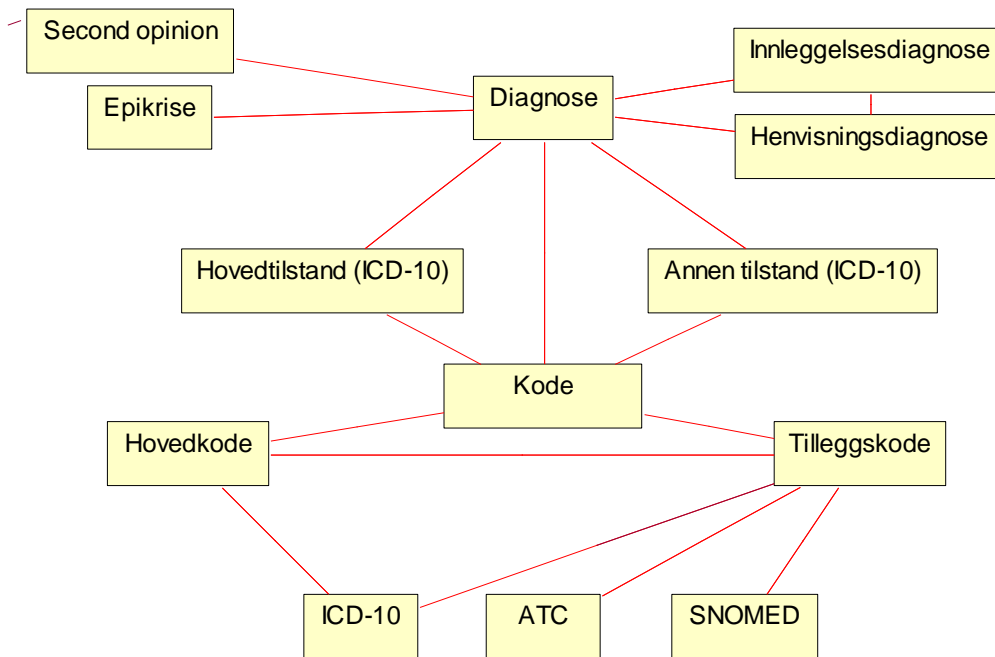 Second opinion
Innleggelsesdiagnose
Epikrise
Diagnose
Henvisningsdiagnose
Hovedtilstand (ICD-10)
Annen tilstand (ICD-10)
Kode
Hovedkode
Tilleggskode
ICD-10
ATC
SNOMED